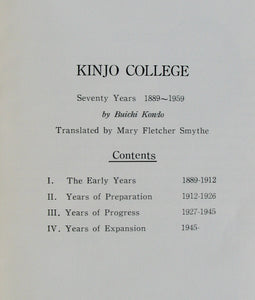 KINJO COLLEGE
Seventy Years 1889~1959
by Buichi Kondo
Translated by Mary Fletcher Smythe
Contents
I. The Early Years 1889-1912
II. Years of Preparation 1912-1926
III. Years of Progress 1927-1945
IV. Years of Expansion 1945-